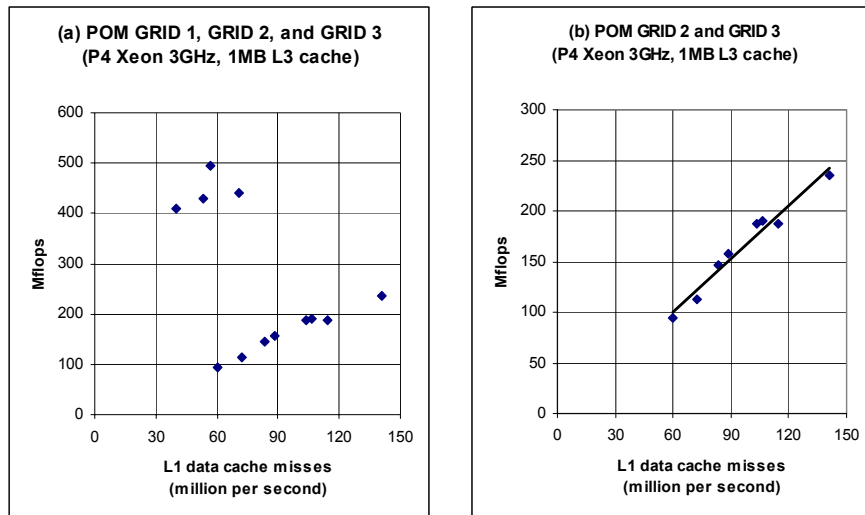 (a) POM GRID 1, GRID 2, and GRID 3
(P4 Xeon 3GHz, 1MB L3 cache)
600
500
400
300
200
100
0
Mflops
0 30 60 90 120 150
L1 data cache misses
(million per second)
(b) POM GRID 2 and GRID 3
(P4 Xeon 3GHz, 1MB L3 cache)
300
250
200
150
100
50
0
Mflops
0 30 60 90 120 150
L1 data cache misses
(million per second)